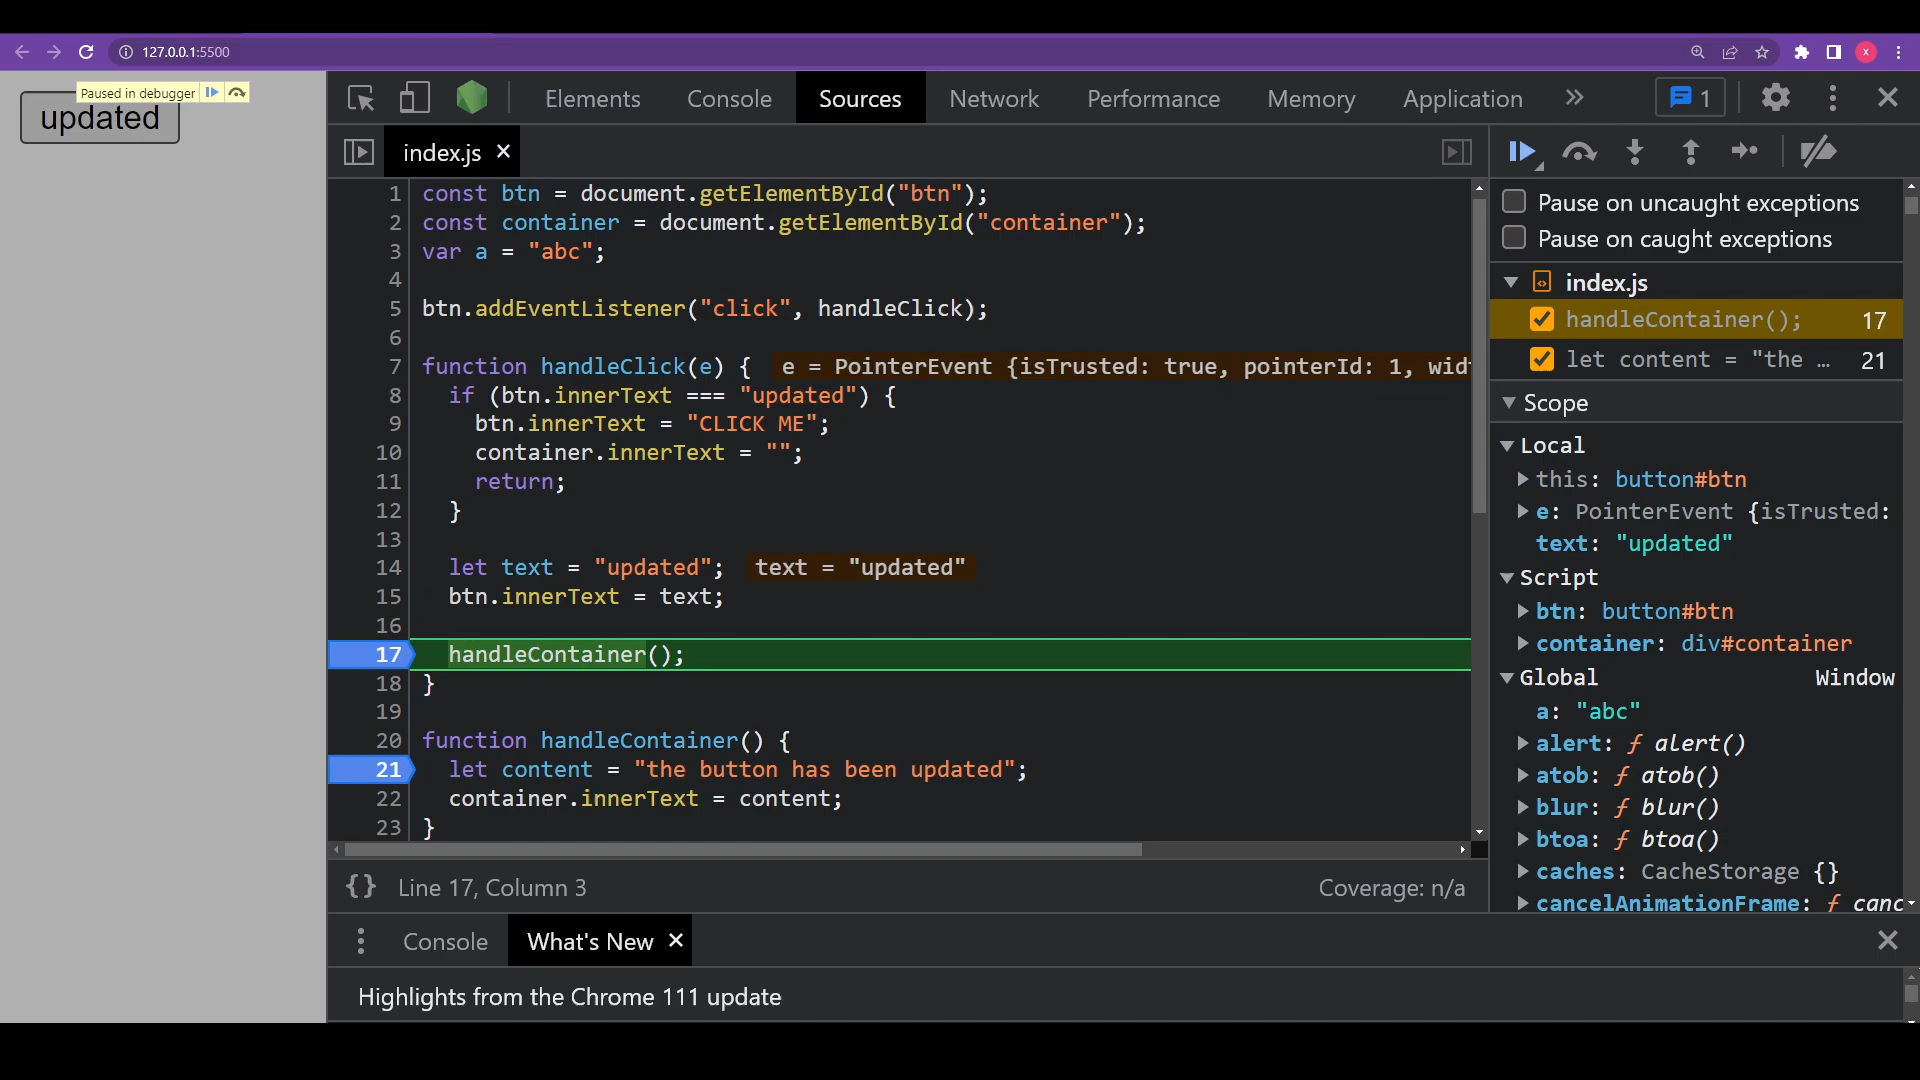 127.0.0.1:5500
x
Paused in debugger
updated
Elements Console Sources Network Performance Memory Application » 1
index.js ×
1 const btn = document.getElementById("btn");
2 const container = document.getElementById("container");
3 var a = "abc";
4
5 btn.addEventListener("click", handleClick);
6
7 function handleClick(e) { e = PointerEvent {isTrusted: true, pointerId: 1, widt
8 if (btn.innerText === "updated") {
9 btn.innerText = "CLICK ME";
10 container.innerText = "";
11 return;
12 }
13
14 let text = "updated"; text = "updated"
15 btn.innerText = text;
16
17 handleContainer();
18 }
19
20 function handleContainer() {
21 let content = "the button has been updated";
22 container.innerText = content;
23 }
{} Line 17, Column 3 Coverage: n/a
Pause on uncaught exceptions
Pause on caught exceptions
index.js
handleContainer(); 17
let content = "the … 21
Scope
Local
this: button#btn
e: PointerEvent {isTrusted:
text: "updated"
Script
btn: button#btn
container: div#container
Global Window
a: "abc"
alert: ƒ alert()
atob: ƒ atob()
blur: ƒ blur()
btoa: ƒ btoa()
caches: CacheStorage {}
cancelAnimationFrame: ƒ canc
Console What's New ×
Highlights from the Chrome 111 update